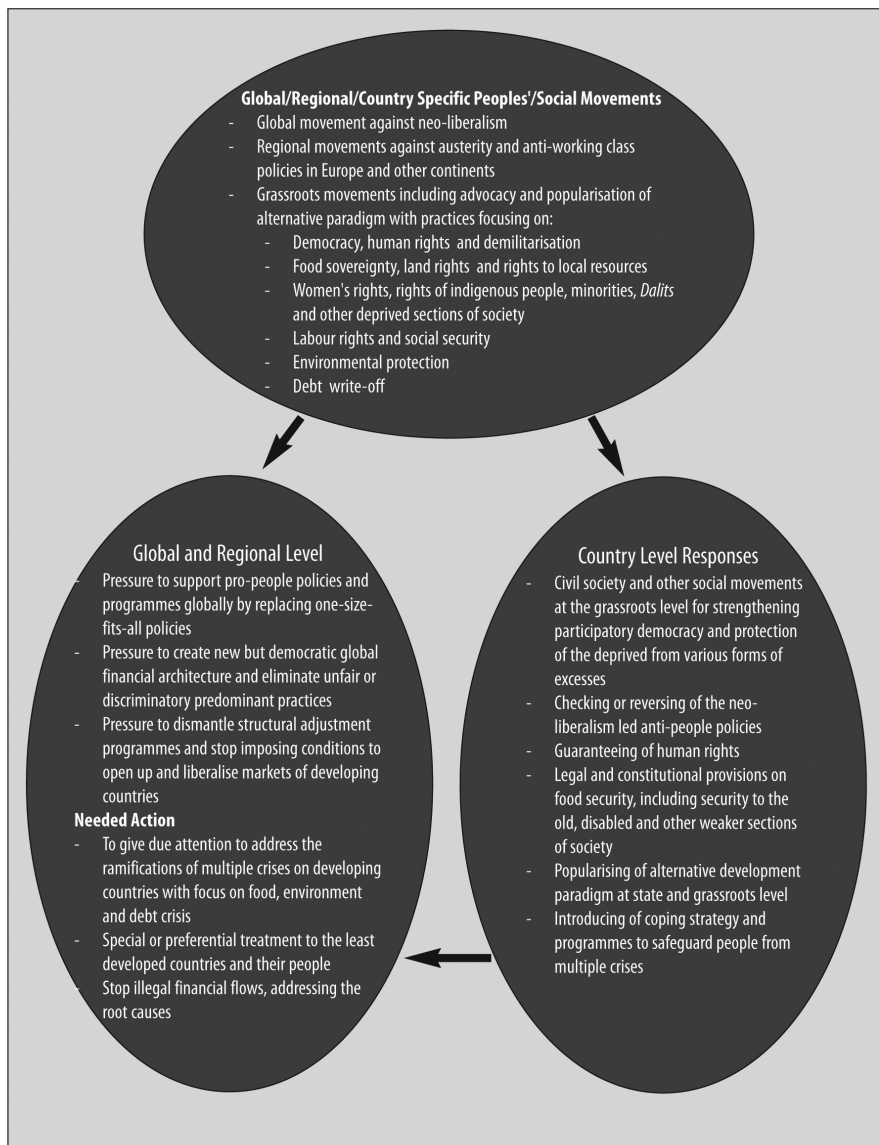 Global/Regional/Country Specific Peoples'/Social Movements
- Global movement against neo-liberalism
- Regional movements against austerity and anti-working class
policies in Europe and other continents
- Grassroots movements including advocacy and popularisation of
alternative paradigm with practices focusing on:
- Democracy, human rights and demilitarisation
- Food sovereignty, land rights and rights to local resources
- Women's rights, rights of indigenous people, minorities, Dalits
and other deprived sections of society
- Labour rights and social security
- Environmental protection
- Debt write-off
Global and Regional Level
- Pressure to support pro-people policies and
programmes globally by replacing one-size-
fits-all policies
- Pressure to create new but democratic global
financial architecture and eliminate unfair or
discriminatory predominant practices
- Pressure to dismantle structural adjustment
programmes and stop imposing conditions to
open up and liberalise markets of developing
countries
Needed Action
- To give due attention to address the
ramifications of multiple crises on developing
countries with focus on food, environment
and debt crisis
- Special or preferential treatment to the least
developed countries and their people
- Stop illegal financial flows, addressing the
root causes
Country Level Responses
- Civil society and other social movements
at the grassroots level for strengthening
participatory democracy and protection
of the deprived from various forms of
excesses
- Checking or reversing of the neo-
liberalism led anti-people policies
- Guaranteeing of human rights
- Legal and constitutional provisions on
food security, including security to the
old, disabled and other weaker sections
of society
- Popularising of alternative development
paradigm at state and grassroots level
- Introducing of coping strategy and
programmes to safeguard people from
multiple crises